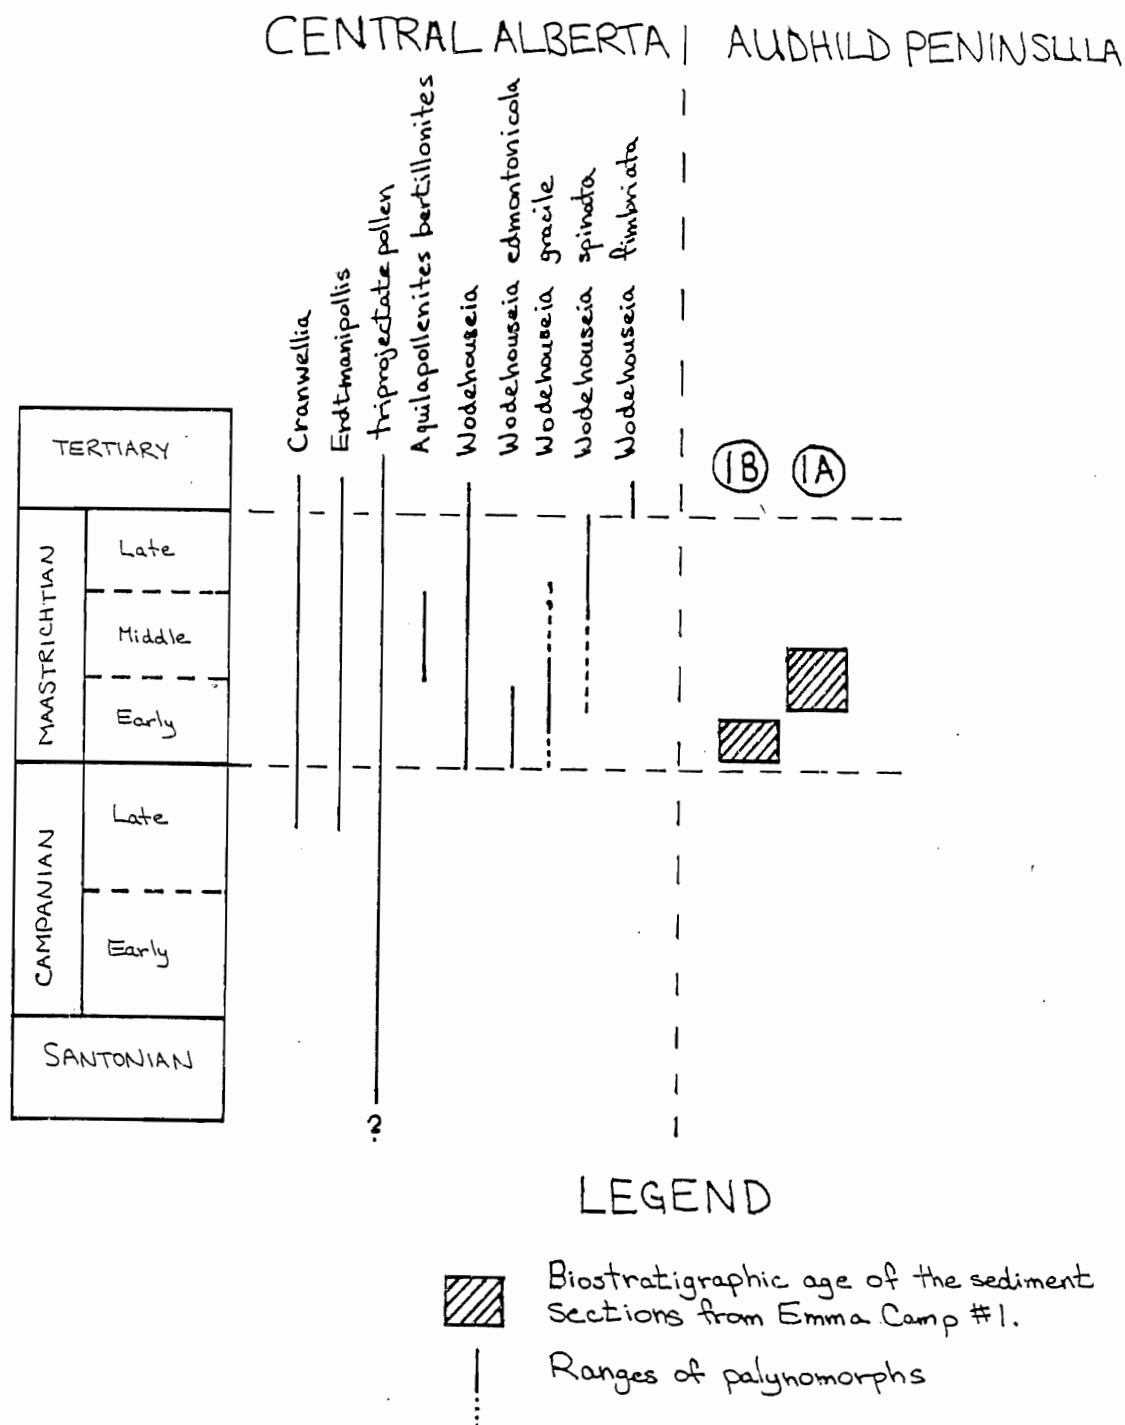 CENTRAL ALBERTA | AUDHILD PENINSULA
Cranwellia
Erdtmanipollis
triprojectate pollen
Aquilapollenites bertillonites
Wodehouseia
Wodehouseia edmontonicola
Wodehouseia gracile
Wodehouseia spinata
Wodehouseia fimbriata
TERTIARY
1B
1A
MAASTRICHTIAN
Late
Middle
Early
CAMPANIAN
Late
Early
SANTONIAN
?
LEGEND
Biostratigraphic age of the sediment
sections from Emma Camp #1.
Ranges of palynomorphs